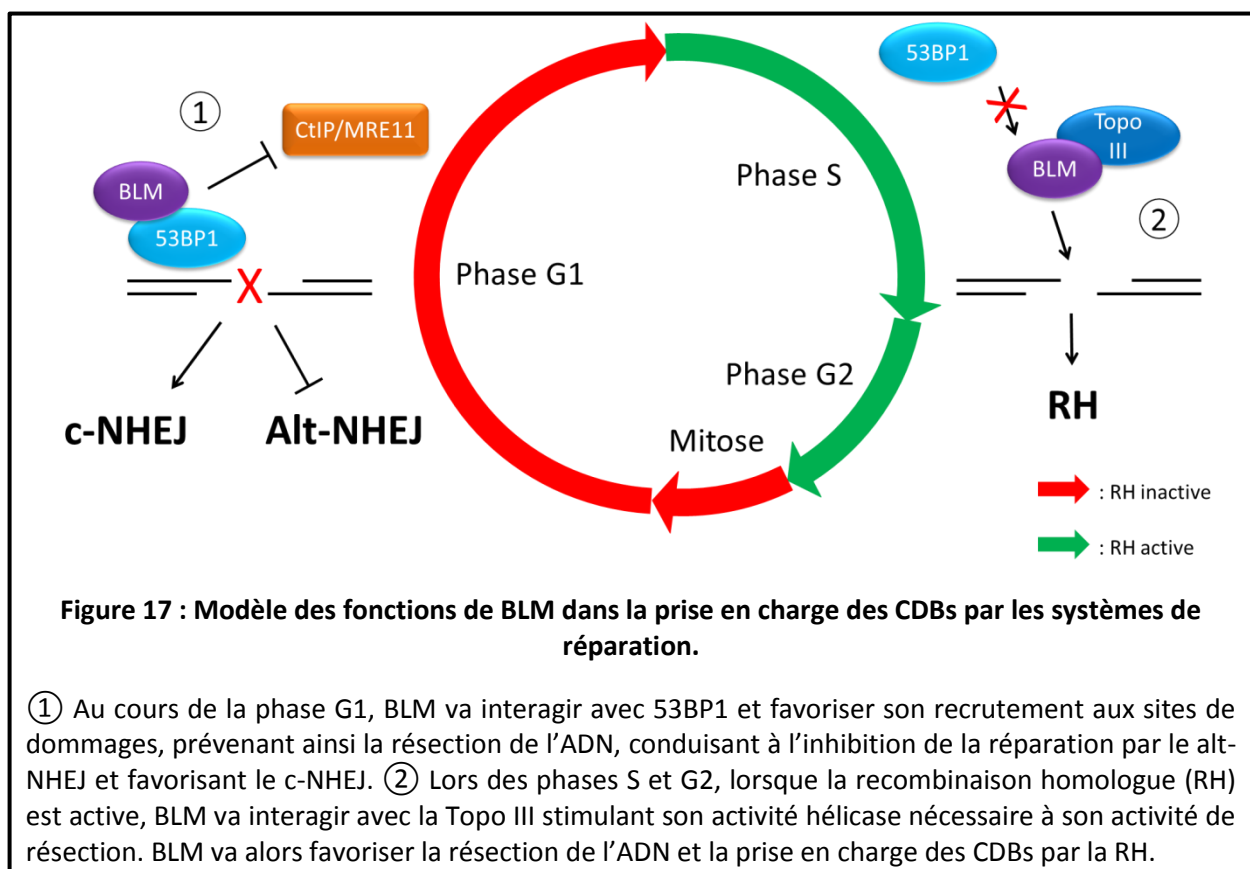 ①
CtIP/MRE11
BLM
53BP1
X
c-NHEJ
Alt-NHEJ
Phase G1
Phase S
Phase G2
Mitose
53BP1
X
Topo
III
BLM
②
RH
: RH inactive
: RH active
Figure 17 : Modèle des fonctions de BLM dans la prise en charge des CDBs par les systèmes de
réparation.
① Au cours de la phase G1, BLM va interagir avec 53BP1 et favoriser son recrutement aux sites de
dommages, prévenant ainsi la résection de l’ADN, conduisant à l’inhibition de la réparation par le alt-
NHEJ et favorisant le c-NHEJ. ② Lors des phases S et G2, lorsque la recombinaison homologue (RH)
est active, BLM va interagir avec la Topo III stimulant son activité hélicase nécessaire à son activité de
résection. BLM va alors favoriser la résection de l’ADN et la prise en charge des CDBs par la RH.